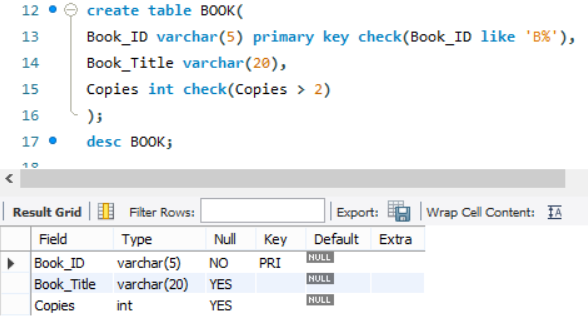 12 create table BOOK(
13 Book_ID varchar(5) primary key check(Book_ID like 'B%'),
14 Book_Title varchar(20),
15 Copies int check(Copies > 2)
16 );
17 desc BOOK;
18
Result Grid Filter Rows: Export: Wrap Cell Content: IA
Field Type Null Key Default Extra
Book_ID varchar(5) NO PRI NULL
Book_Title varchar(20) YES NULL
Copies int YES NULL